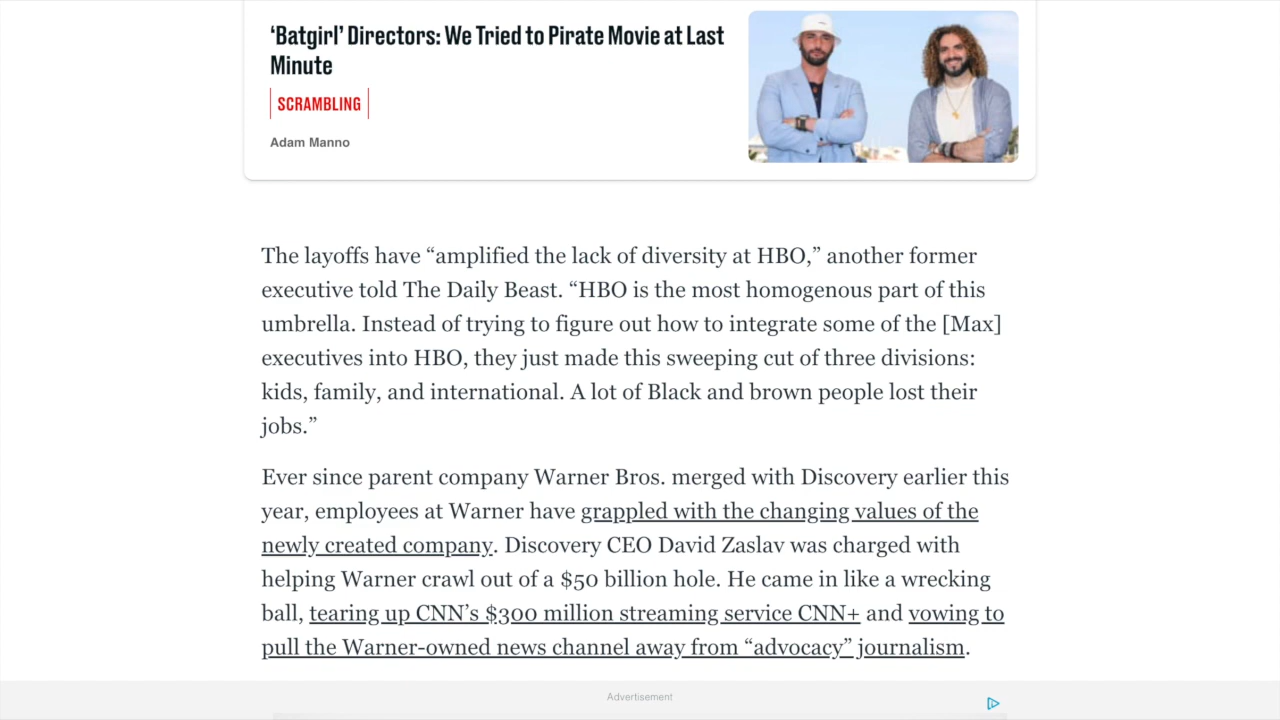 ‘Batgirl’ Directors: We Tried to Pirate Movie at Last
Minute
SCRAMBLING
Adam Manno
The layoffs have “amplified the lack of diversity at HBO,” another former
executive told The Daily Beast. “HBO is the most homogenous part of this
umbrella. Instead of trying to figure out how to integrate some of the [Max]
executives into HBO, they just made this sweeping cut of three divisions:
kids, family, and international. A lot of Black and brown people lost their
jobs.”
Ever since parent company Warner Bros. merged with Discovery earlier this
year, employees at Warner have grappled with the changing values of the
newly created company. Discovery CEO David Zaslav was charged with
helping Warner crawl out of a $50 billion hole. He came in like a wrecking
ball, tearing up CNN’s $300 million streaming service CNN+ and vowing to
pull the Warner-owned news channel away from “advocacy” journalism.
Advertisement